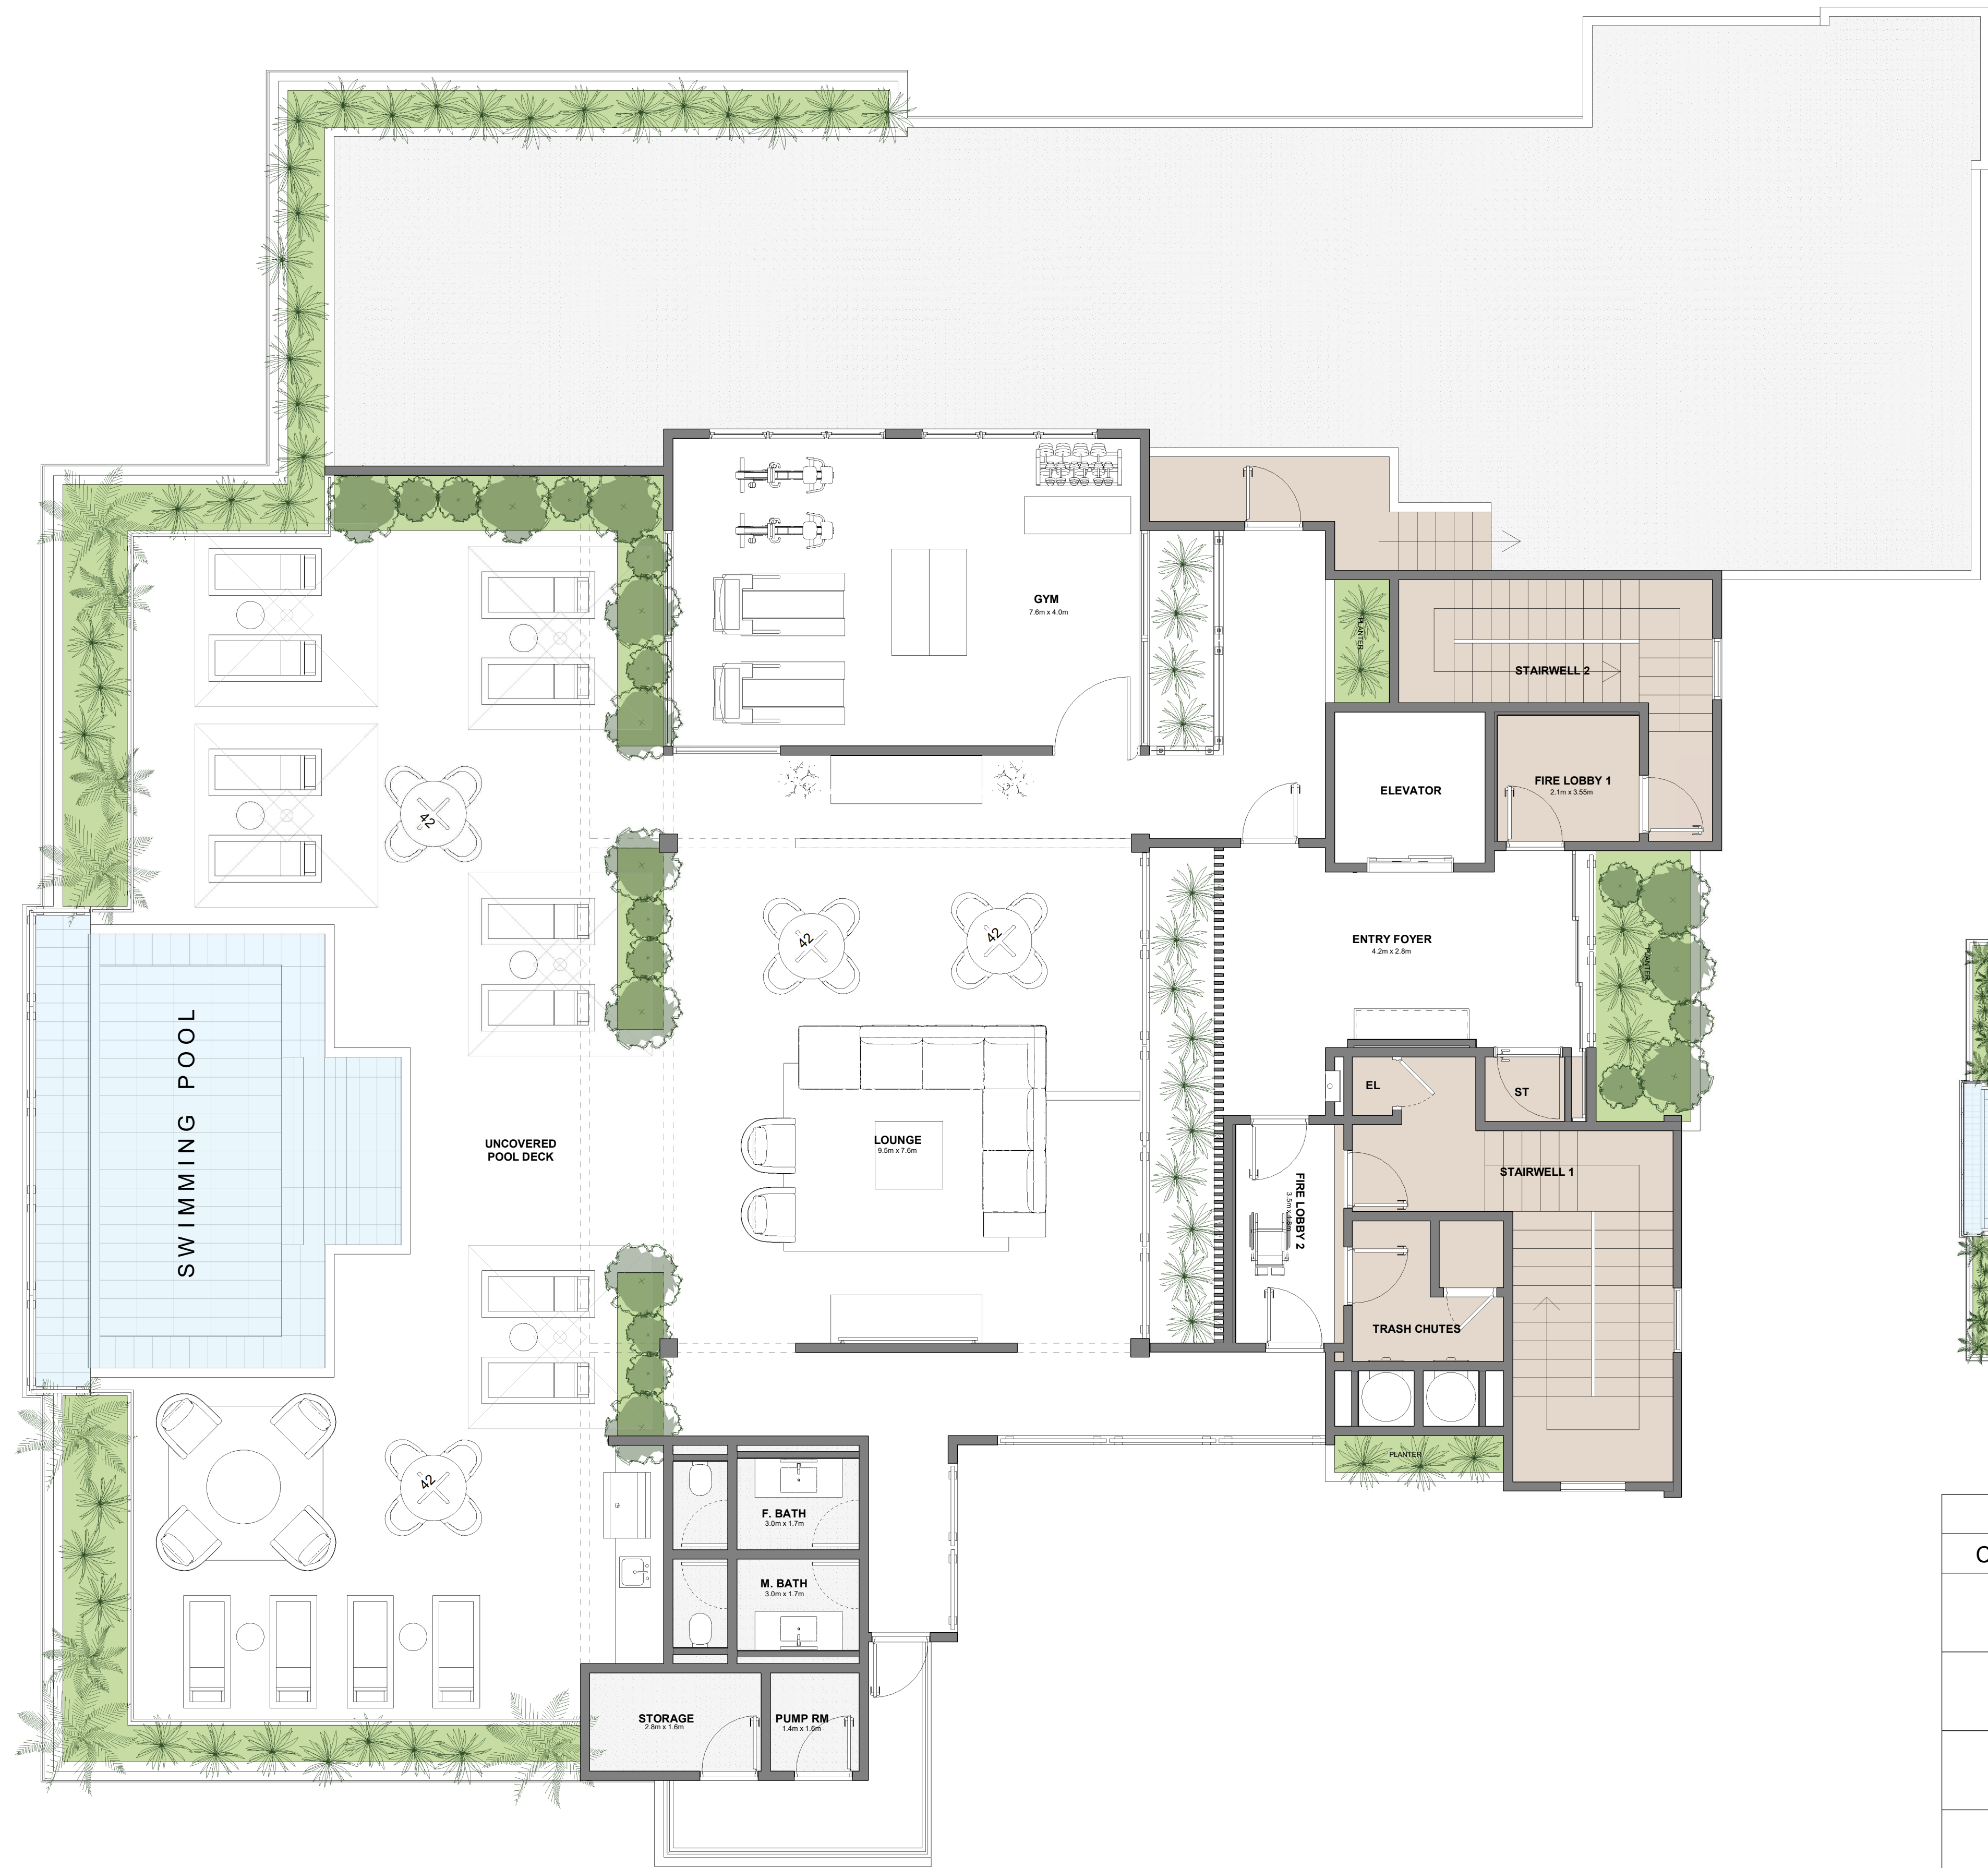 GYM
7.6m x 4.0m
PLANTER
STAIRWELL 2
ELEVATOR
FIRE LOBBY 1
2.1m x 3.55m
42
42
42
ENTRY FOYER
4.2m x 2.8m
PLANTER
SWIMMING POOL
UNCOVERED
POOL DECK
LOUNGE
9.5m x 7.6m
EL
ST
STAIRWELL 1
FIRE LOBBY 2
TRASH CHUTES
PLANTER
42
F. BATH
3.0m x 1.7m
M. BATH
3.0m x 1.7m
STORAGE
2.8m x 1.6m
PUMP RM
1.4m x 1.6m